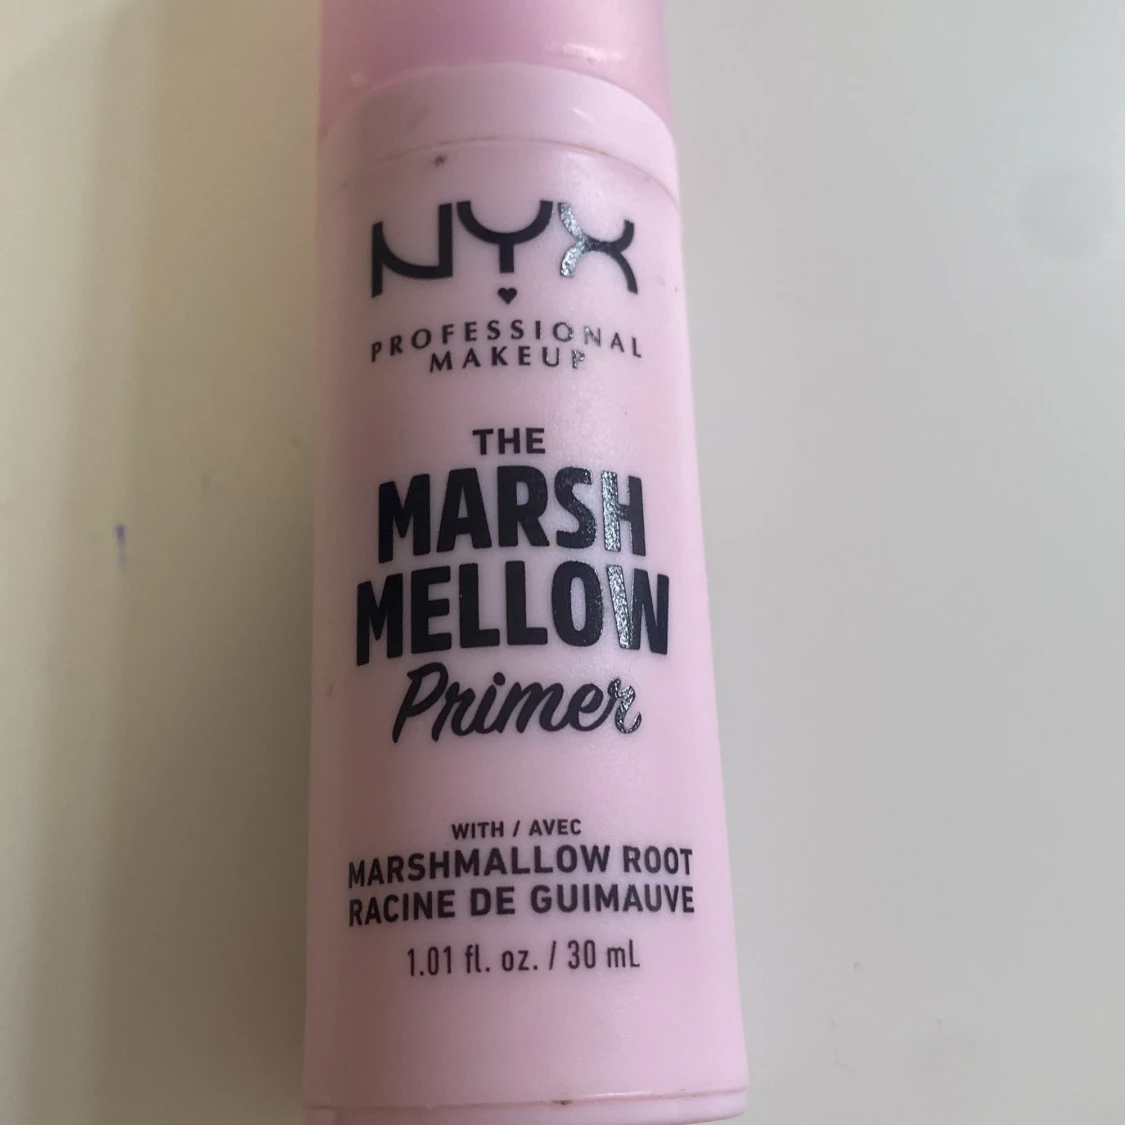 NYX
PROFESSIONAL
MAKEUP
THE
MARSH
MELLOW
Primer
WITH / AVEC
MARSHMALLOW ROOT
RACINE DE GUIMAUVE
1.01 fl. oz. / 30 mL